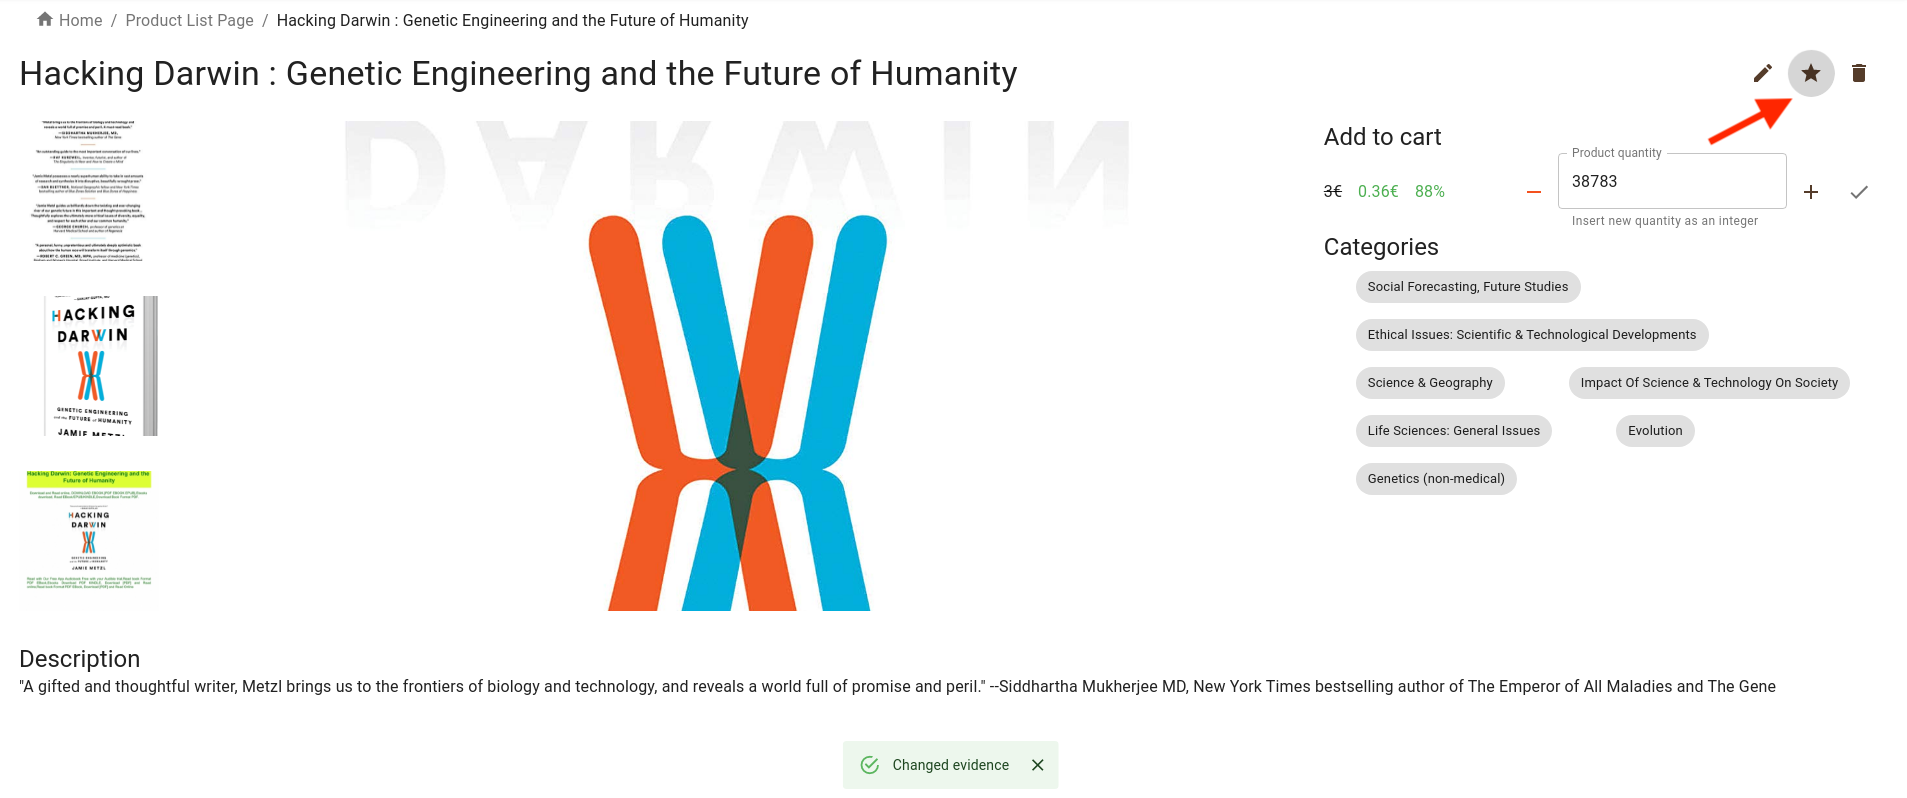 Home / Product List Page / Hacking Darwin : Genetic Engineering and the Future of Humanity
Hacking Darwin : Genetic Engineering and the Future of Humanity
DARWIN
HACKING
DARWIN
GENETIC ENGINEERING
and the FUTURE of HUMANITY
JAMIE METZL
Hacking Darwin: Genetic Engineering and the
Future of Humanity
HACKING
DARWIN
JAMIE METZL
Add to cart
3€ 0.36€ 88%
Product quantity
38783
Insert new quantity as an integer
Categories
Social Forecasting, Future Studies
Ethical Issues: Scientific & Technological Developments
Science & Geography
Impact Of Science & Technology On Society
Life Sciences: General Issues
Evolution
Genetics (non-medical)
Description
"A gifted and thoughtful writer, Metzl brings us to the frontiers of biology and technology, and reveals a world full of promise and peril." --Siddhartha Mukherjee MD, New York Times bestselling author of The Emperor of All Maladies and The Gene
Changed evidence